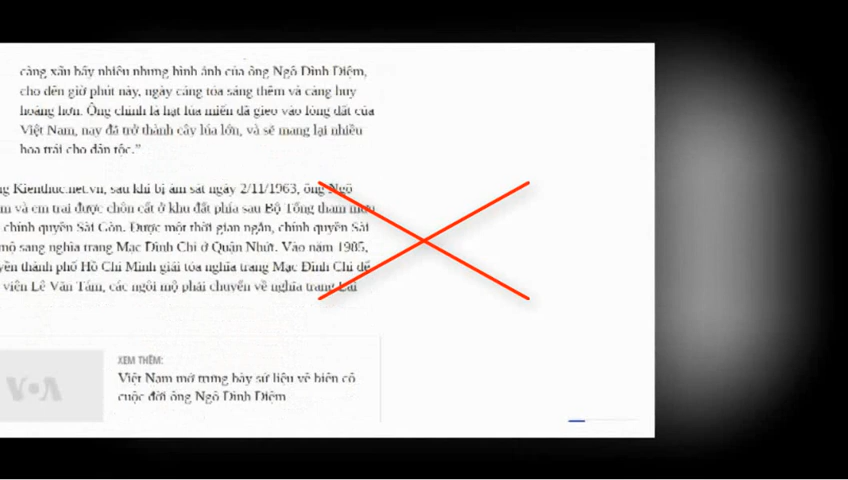 càng xấu bấy nhiêu nhưng hình ảnh của ông Ngô Đình Diệm,
cho đến giờ phút này, ngày càng tỏa sáng thêm và càng huy
hoàng hơn. Ông chính là hạt lúa miến đã gieo vào lòng đất của
Việt Nam, nay đã trở thành cây lúa lớn, và sẽ mang lại nhiều
hoa trái cho dân tộc.”
Kienthuc.net.vn, sau khi bị ám sát ngày 2/11/1963, ông Ngô
và em trai được chôn cất ở khu đất phía sau Bộ Tổng tham mưu
chính quyền Sài Gòn. Được một thời gian ngắn, chính quyền Sài
mộ sang nghĩa trang Mạc Đĩnh Chi ở Quận Nhứt. Vào năm 1985,
thành phố Hồ Chí Minh giải tỏa nghĩa trang Mạc Đĩnh Chi để
viên Lê Văn Tám, các ngôi mộ phải chuyển về nghĩa trang Lái
VOA
XEM THÊM:
Việt Nam mở trưng bày sử liệu về biến cố
cuộc đời ông Ngô Đình Diệm